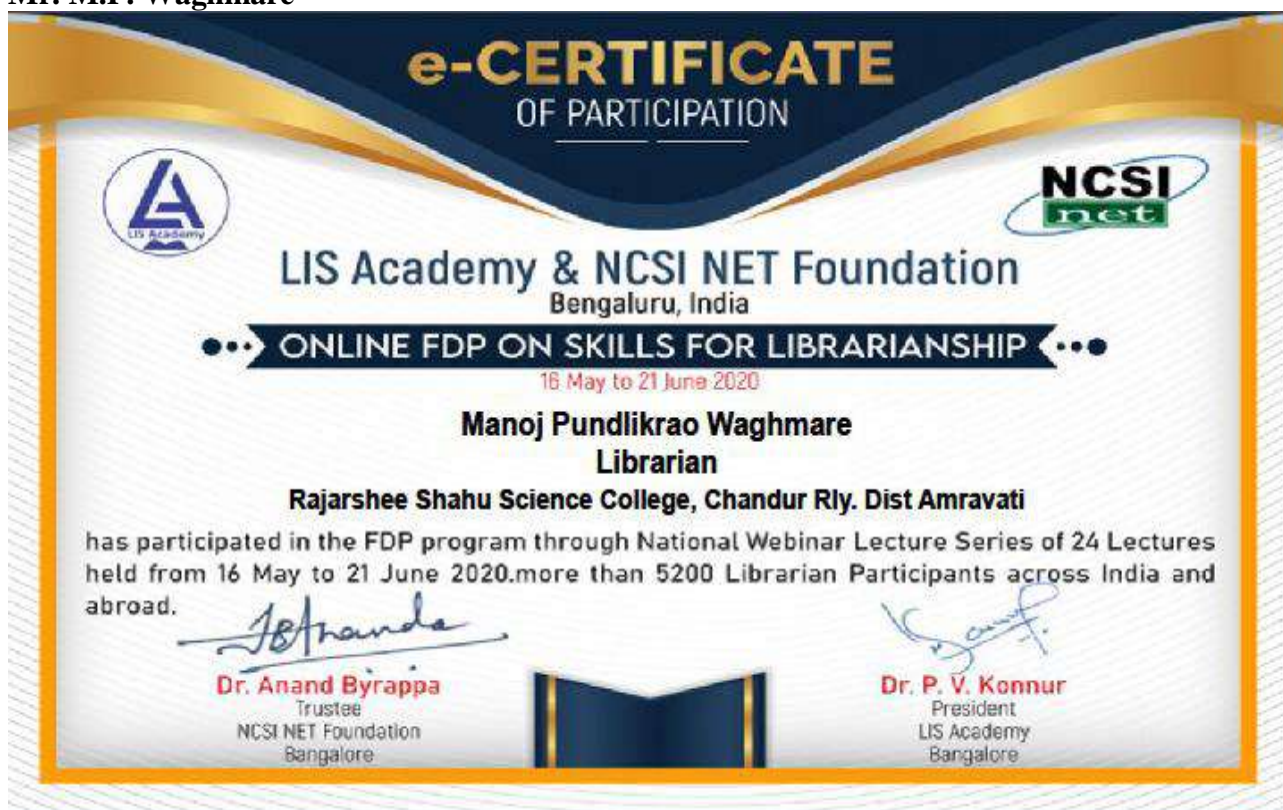 Mr. M.P. Waghmare
e-CERTIFICATE
OF PARTICIPATION
LIS Academy
NCSI
net
LIS Academy & NCSI NET Foundation
Bengaluru, India
ONLINE FDP ON SKILLS FOR LIBRARIANSHIP
16 May to 21 June 2020
Manoj Pundlikrao Waghmare
Librarian
Rajarshee Shahu Science College, Chandur Rly. Dist Amravati
has participated in the FDP program through National Webinar Lecture Series of 24 Lectures
held from 16 May to 21 June 2020.more than 5200 Librarian Participants across India and
abroad.
Dr. Anand Byrappa
Trustee
NCSI NET Foundation
Bangalore
Dr. P. V. Konnur
President
LIS Academy
Bangalore